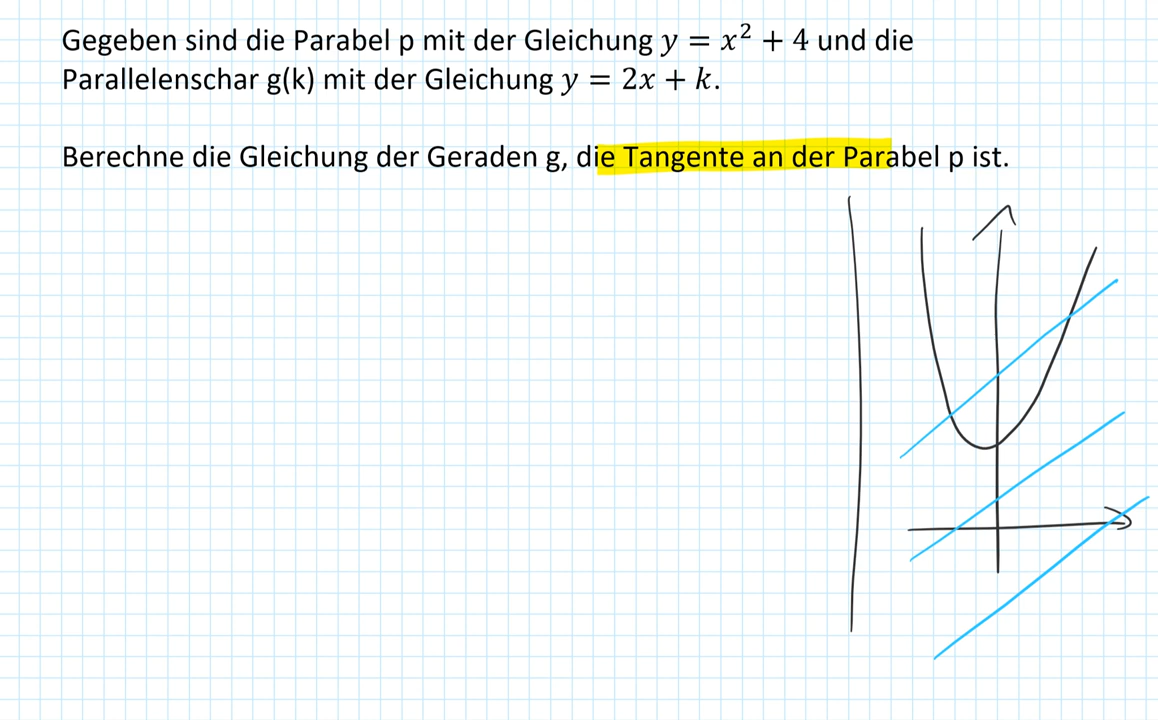 Gegeben sind die Parabel p mit der Gleichung y = x² + 4 und die
Parallelenschar g(k) mit der Gleichung y = 2x + k.
Berechne die Gleichung der Geraden g, die Tangente an der Parabel p ist.